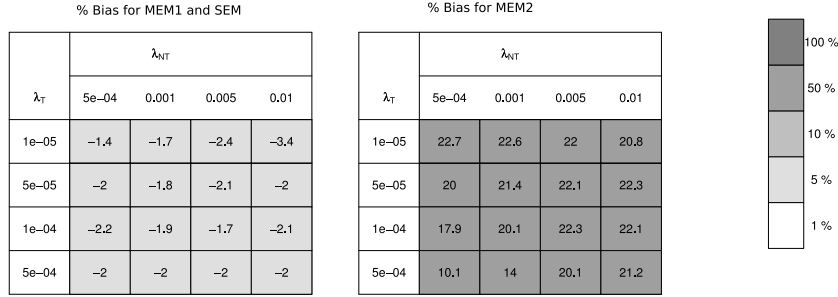 % Bias for MEM1 and SEM
λNT
λT 5e−04 0.001 0.005 0.01
1e−05 −1.4 −1.7 −2.4 −3.4
5e−05 −2 −1.8 −2.1 −2
1e−04 −2.2 −1.9 −1.7 −2.1
5e−04 −2 −2 −2 −2
% Bias for MEM2
λNT
λT 5e−04 0.001 0.005 0.01
1e−05 22.7 22.6 22 20.8
5e−05 20 21.4 22.1 22.3
1e−04 17.9 20.1 22.3 22.1
5e−04 10.1 14 20.1 21.2
100 %
50 %
10 %
5 %
1 %